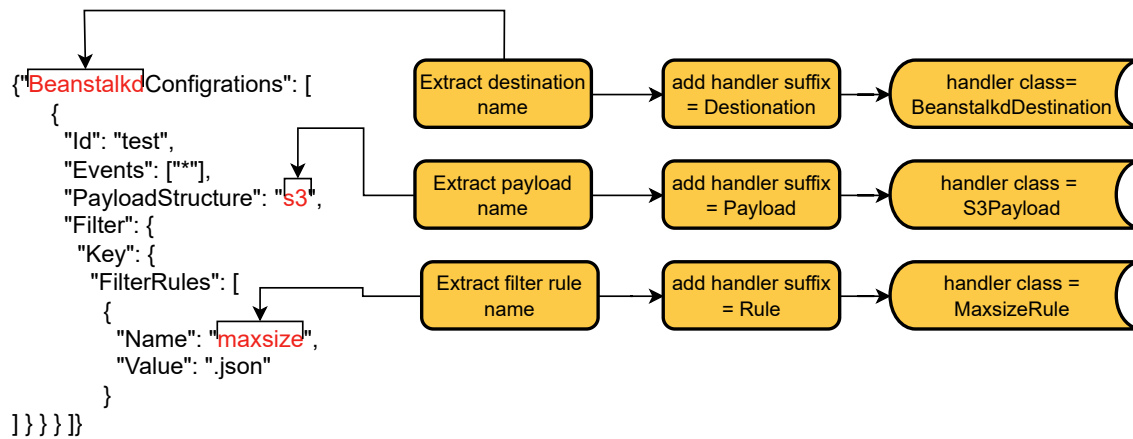 {"BeanstalkdConfigrations": [
{
"Id": "test",
"Events": ["*"],
"PayloadStructure": "s3",
"Filter": {
"Key": {
"FilterRules": [
{
"Name": "maxsize",
"Value": ".json"
}
] } } } ]}
Extract destination
name
add handler suffix
= Destionation
handler class=
BeanstalkdDestination
Extract payload
name
add handler suffix
= Payload
handler class =
S3Payload
Extract filter rule
name
add handler suffix
= Rule
handler class =
MaxsizeRule